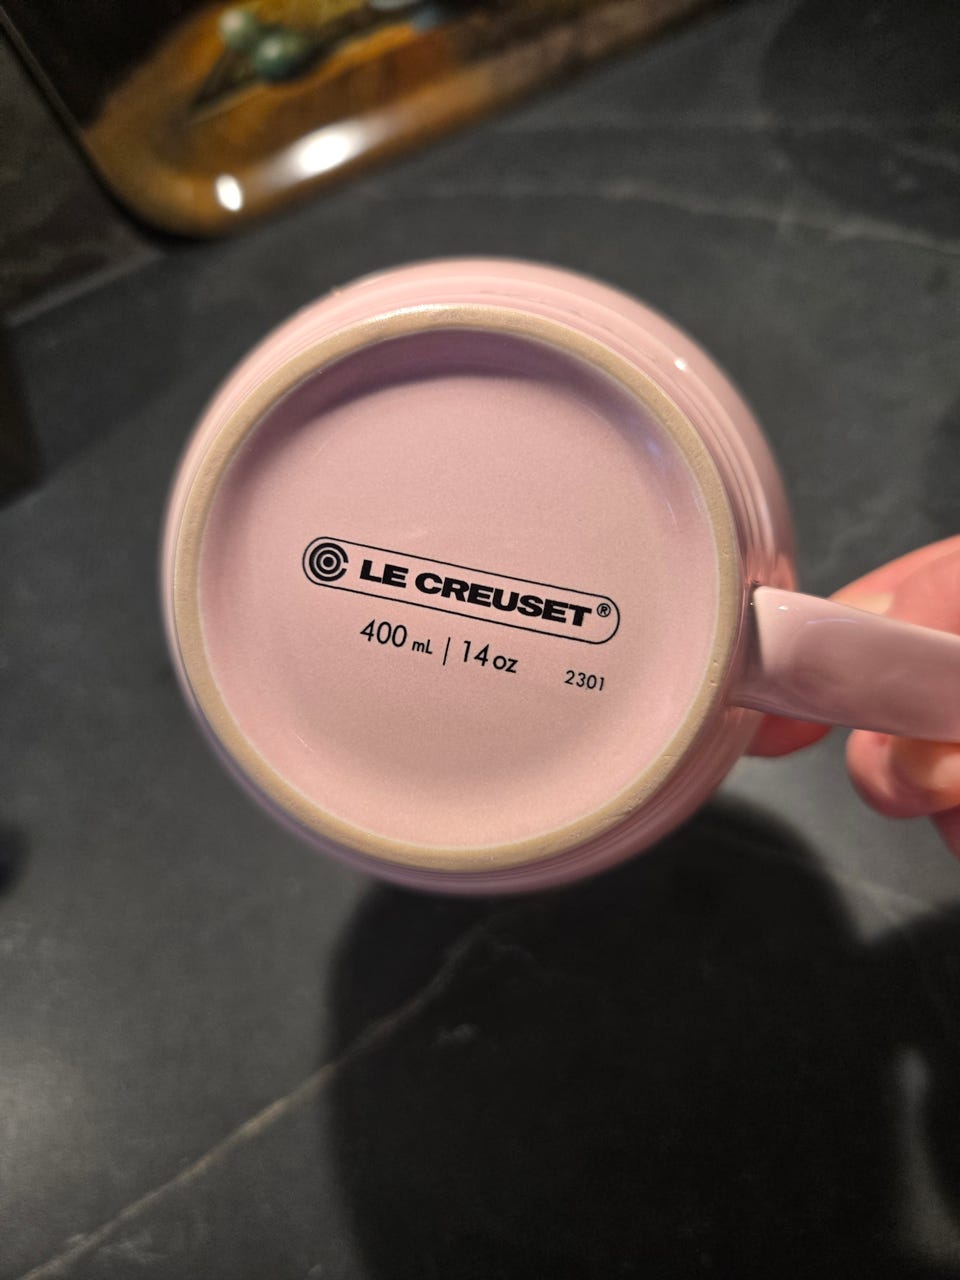 LE CREUSET®
400 mL | 14 oz
2301